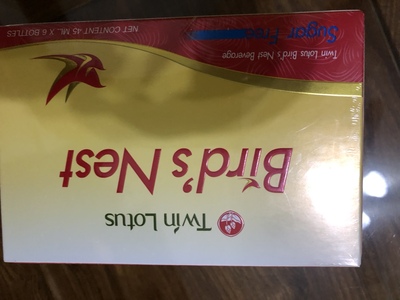 Twin Lotus
Bird's Nest
Twin Lotus Bird's Nest Beverage
Sugar Free
NET CONTENT 45 ML. X 6 BOTTLES